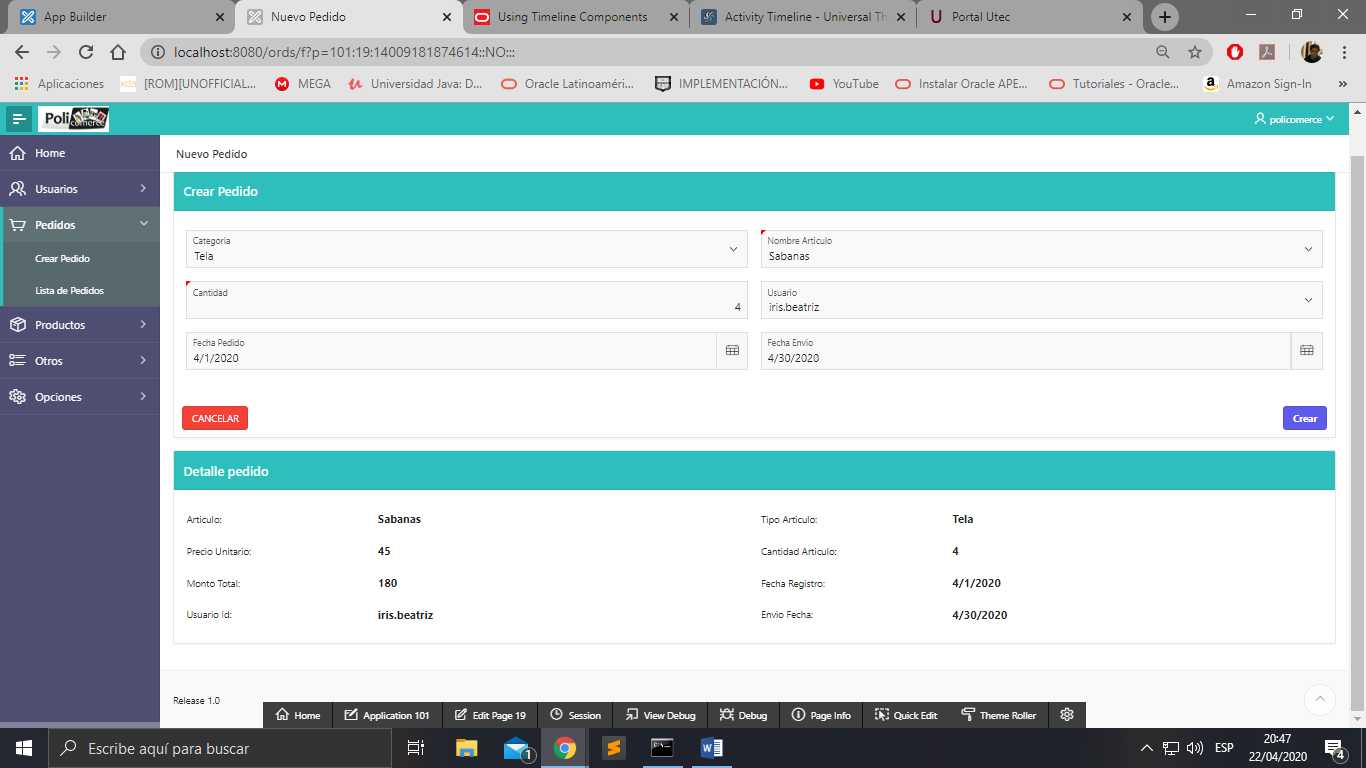 App Builder
Nuevo Pedido
Using Timeline Components
Activity Timeline - Universal Th
Portal Utec
localhost:8080/ords/f?p=101:19:14009181874614::NO:::
Aplicaciones
[ROM][UNOFFICIAL...
MEGA
Universidad Java: D...
Oracle Latinoaméri...
IMPLEMENTACIÓN...
YouTube
Instalar Oracle APE...
Tutoriales - Oracle...
Amazon Sign-In
Policomerce
policomerce
Home
Usuarios
Pedidos
Crear Pedido
Lista de Pedidos
Productos
Otros
Opciones
Nuevo Pedido
Crear Pedido
Categoria
Tela
Nombre Articulo
Sabanas
Cantidad
4
Usuario
iris.beatriz
Fecha Pedido
4/1/2020
Fecha Envio
4/30/2020
CANCELAR
Crear
Detalle pedido
Articulo: Sabanas
Tipo Articulo: Tela
Precio Unitario: 45
Cantidad Articulo: 4
Monto Total: 180
Fecha Registro: 4/1/2020
Usuario Id: iris.beatriz
Envio Fecha: 4/30/2020
Release 1.0
Home
Application 101
Edit Page 19
Session
View Debug
Debug
Page Info
Quick Edit
Theme Roller
Escribe aquí para buscar
1
ESP
20:47
22/04/2020
4